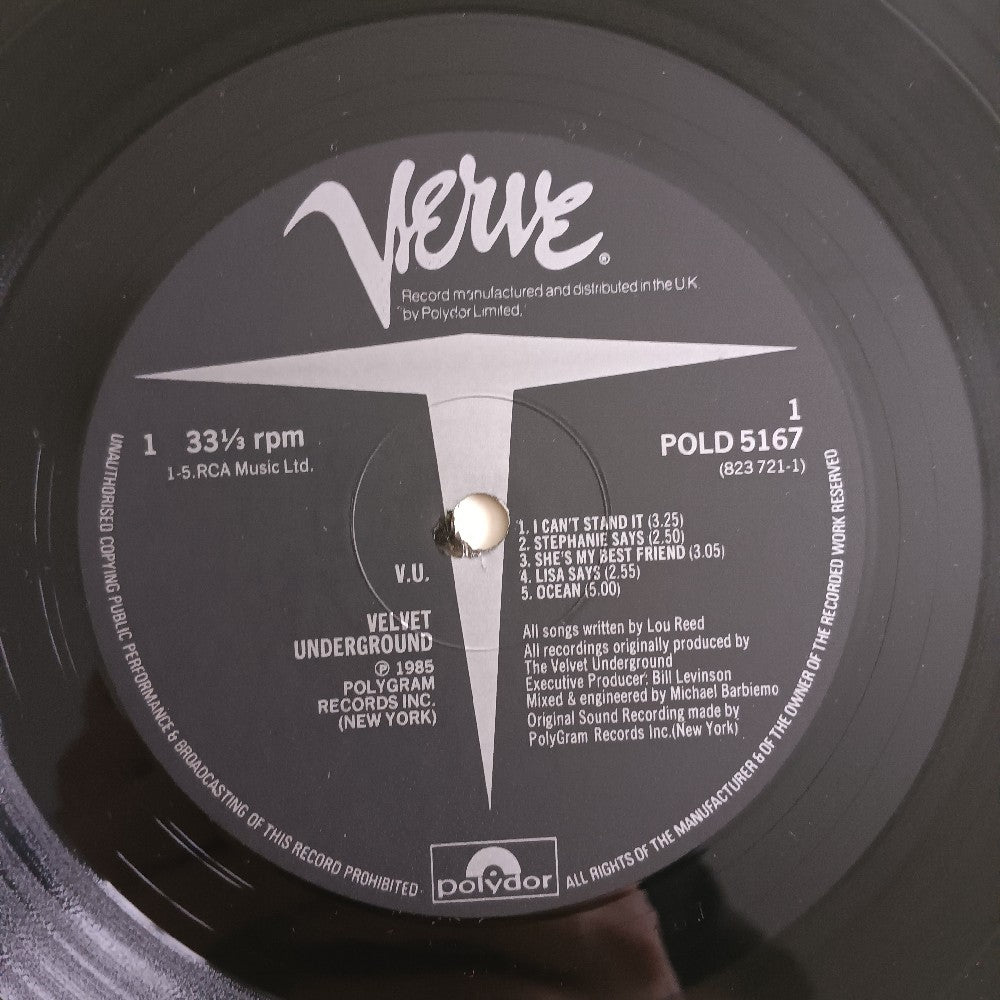 Verve®
Record manufactured and distributed in the U.K.
by Polydor Limited.
1 33⅓ rpm
1-5.RCA Music Ltd.
1
POLD 5167
(823 721-1)
1. I CAN'T STAND IT (3.25)
2. STEPHANIE SAYS (2.50)
3. SHE'S MY BEST FRIEND (3.05)
4. LISA SAYS (2.55)
5. OCEAN (5.00)
V.U.
VELVET
UNDERGROUND
℗ 1985
POLYGRAM
RECORDS INC.
(NEW YORK)
All songs written by Lou Reed
All recordings originally produced by
The Velvet Underground
Executive Producer: Bill Levinson
Mixed & engineered by Michael Barbiemo
Original Sound Recording made by
PolyGram Records Inc.(New York)
UNAUTHORISED COPYING PUBLIC PERFORMANCE & BROADCASTING OF THIS RECORD PROHIBITED.
polydor
ALL RIGHTS OF THE MANUFACTURER & OF THE OWNER OF THE RECORDED WORK RESERVED